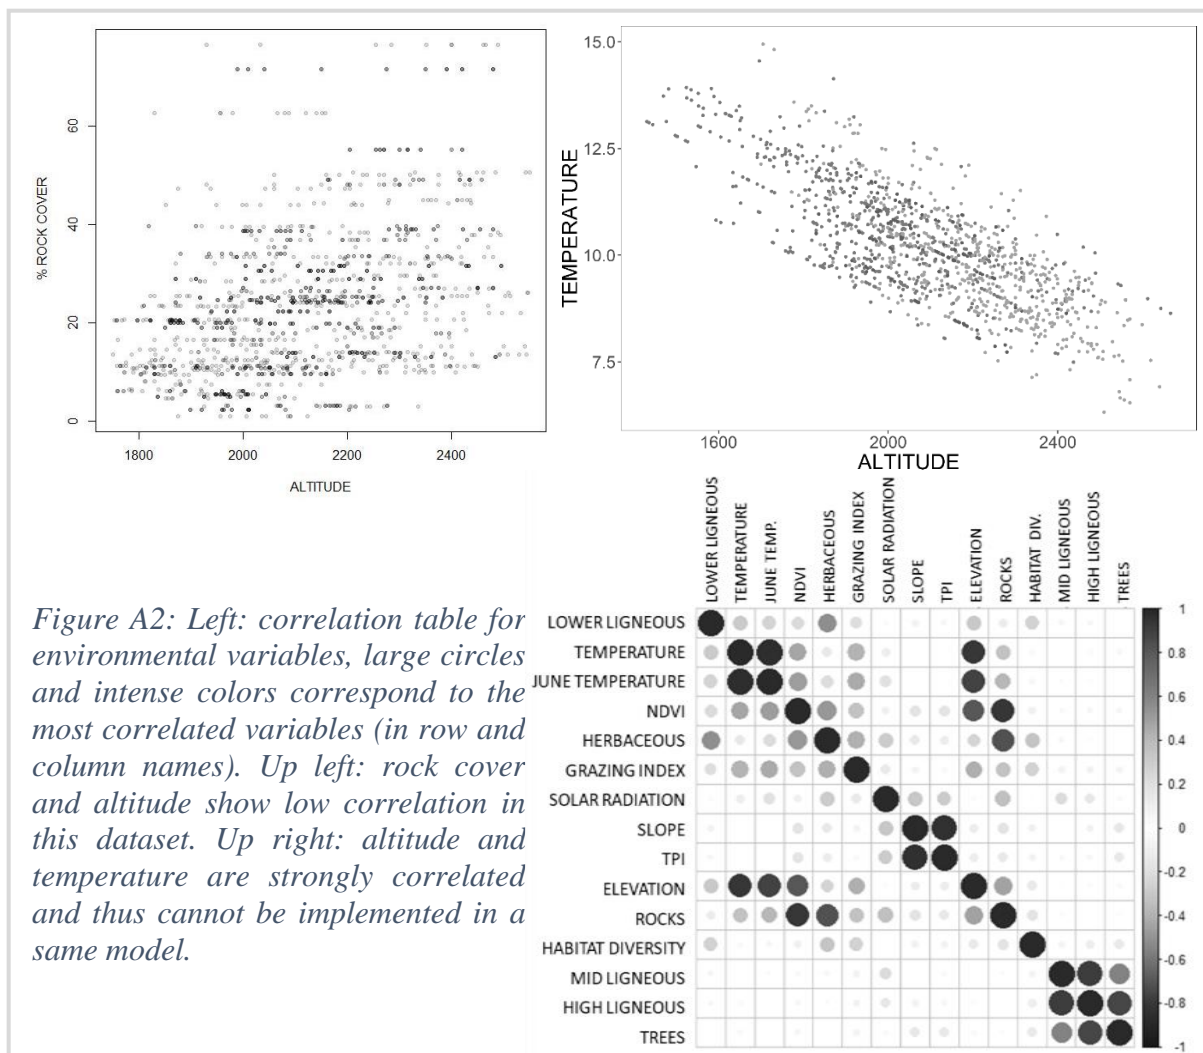 % ROCK COVER
60
40
20
0
1800
2000
2200
2400
ALTITUDE
TEMPERATURE
15.0
12.5
10.0
7.5
1600
2000
2400
ALTITUDE
Figure A2: Left: correlation table for
environmental variables, large circles
and intense colors correspond to the
most correlated variables (in row and
column names). Up left: rock cover
and altitude show low correlation in
this dataset. Up right: altitude and
temperature are strongly correlated
and thus cannot be implemented in a
same model.
LOWER LIGNEOUS
TEMPERATURE
JUNE TEMP.
NDVI
HERBACEOUS
GRAZING INDEX
SOLAR RADIATION
SLOPE
TPI
ELEVATION
ROCKS
HABITAT DIV.
MID LIGNEOUS
HIGH LIGNEOUS
TREES
LOWER LIGNEOUS
TEMPERATURE
JUNE TEMPERATURE
NDVI
HERBACEOUS
GRAZING INDEX
SOLAR RADIATION
SLOPE
TPI
ELEVATION
ROCKS
HABITAT DIVERSITY
MID LIGNEOUS
HIGH LIGNEOUS
TREES
1
0.8
0.6
0.4
0.2
0
-0.2
-0.4
-0.6
-0.8
-1